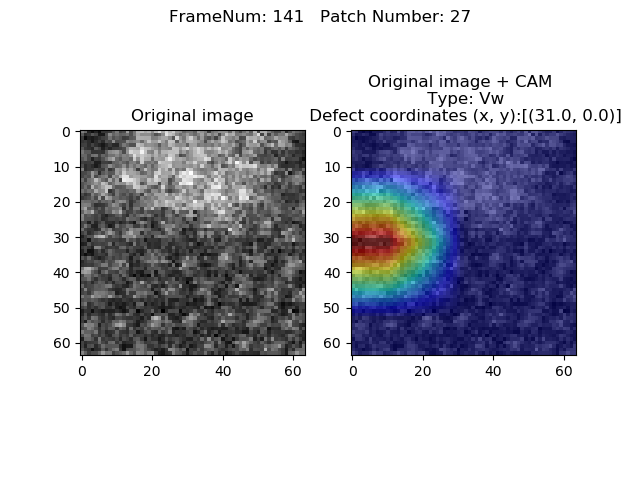 FrameNum: 141   Patch Number: 27
Original image + CAM
Type: Vw
Original image
Defect coordinates (x, y):[(31.0, 0.0)]
0
10
20
30
40
50
60
0 20 40 60
0
10
20
30
40
50
60
0 20 40 60